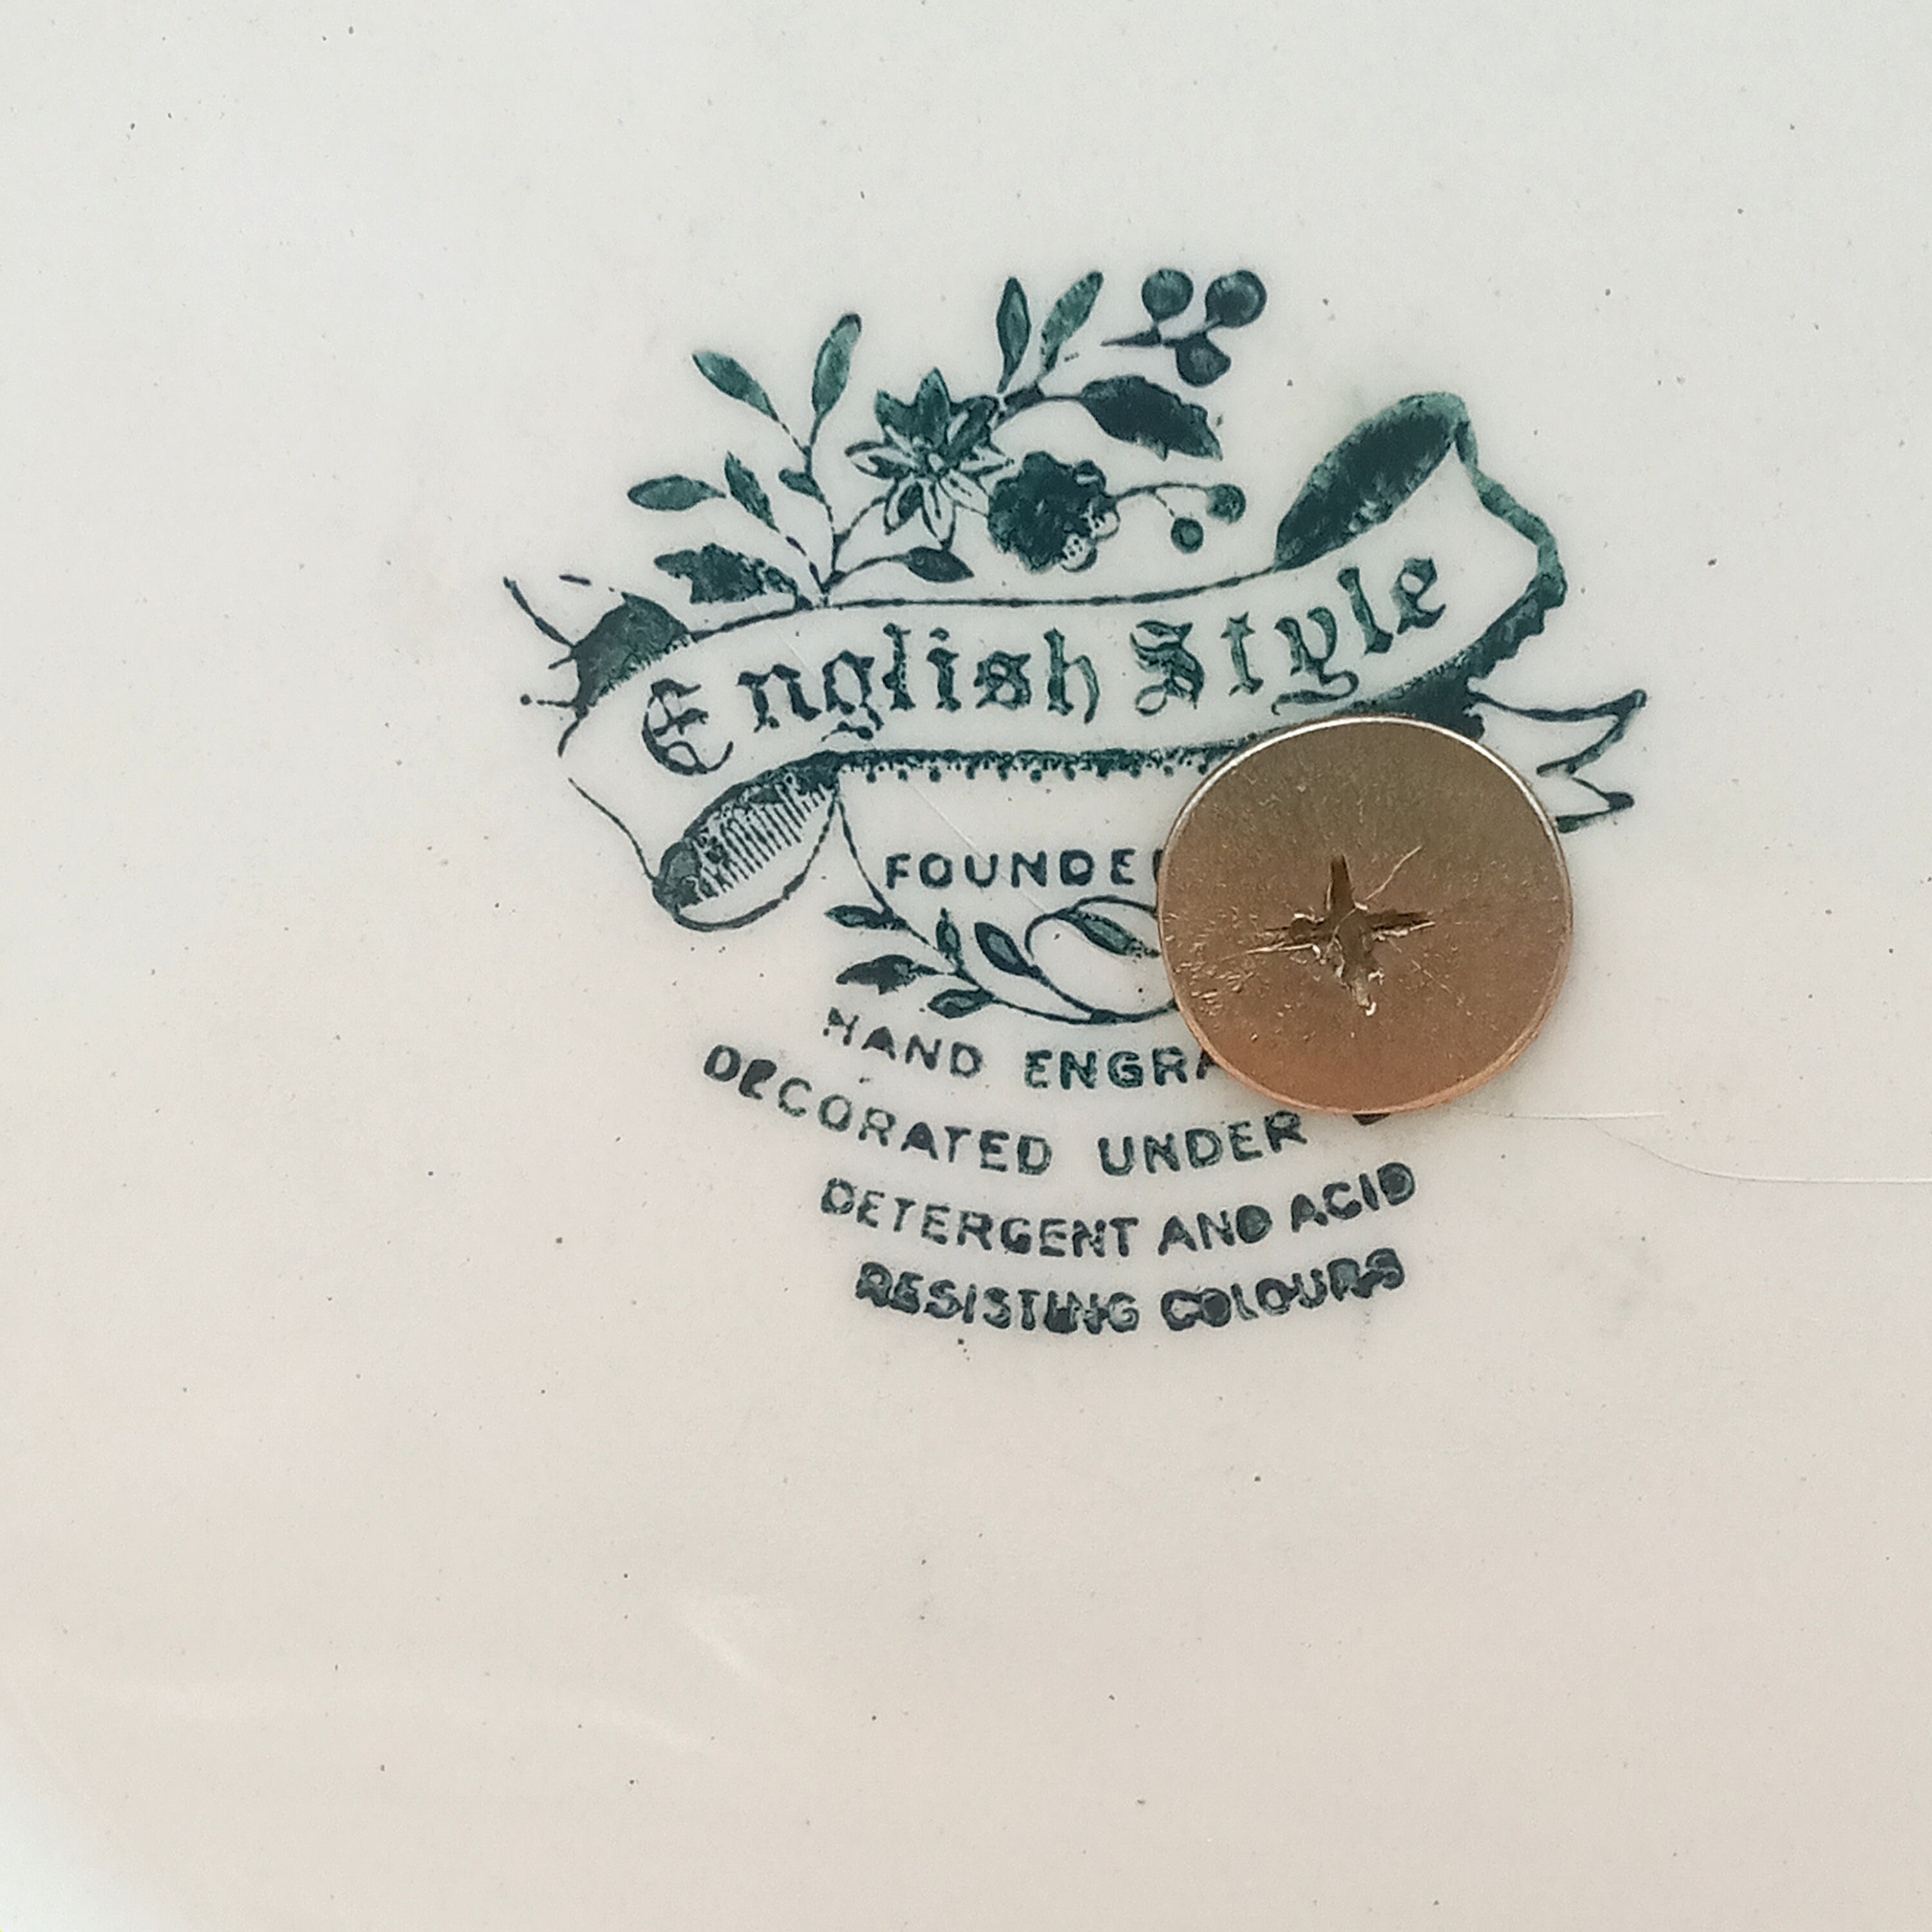 English Style
FOUNDE
HAND ENGRA
DECORATED UNDER
DETERGENT AND ACID
RESISTING COLOURS